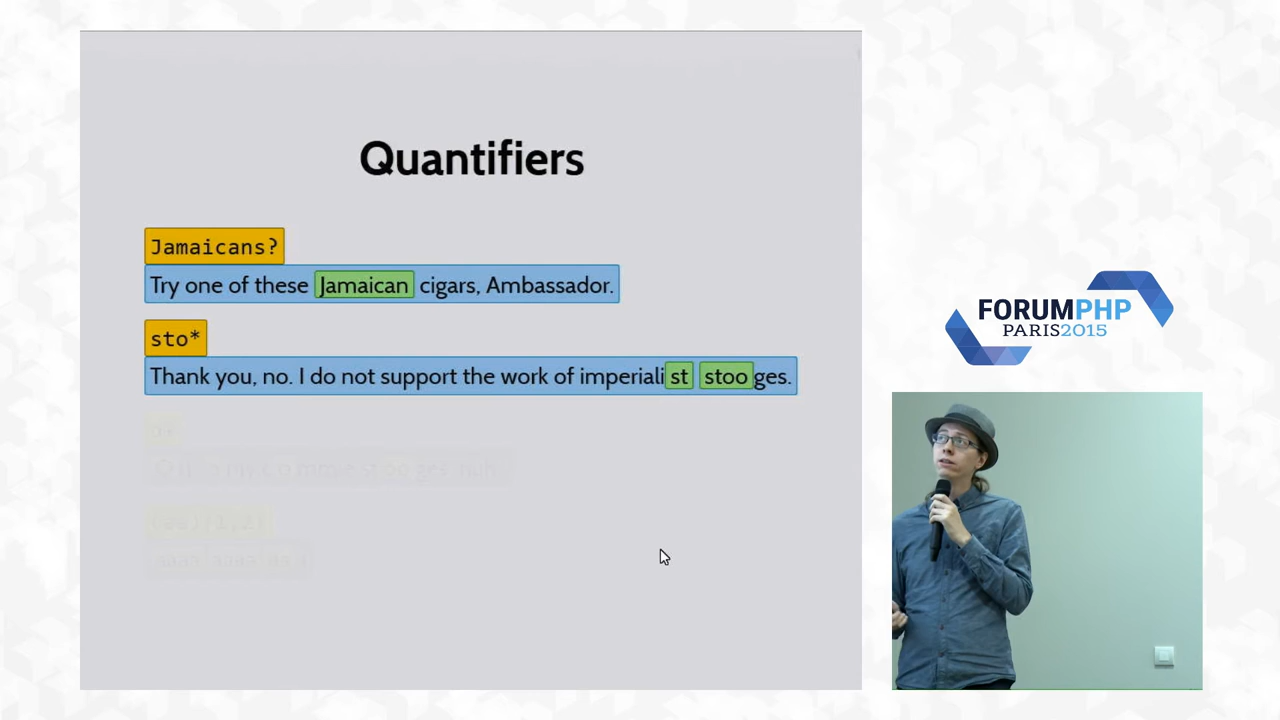 Quantifiers
Jamaicans?
Try one of these Jamaican cigars, Ambassador.
sto*
Thank you, no. I do not support the work of imperialist stooges.
FORUMPHP
PARIS2015